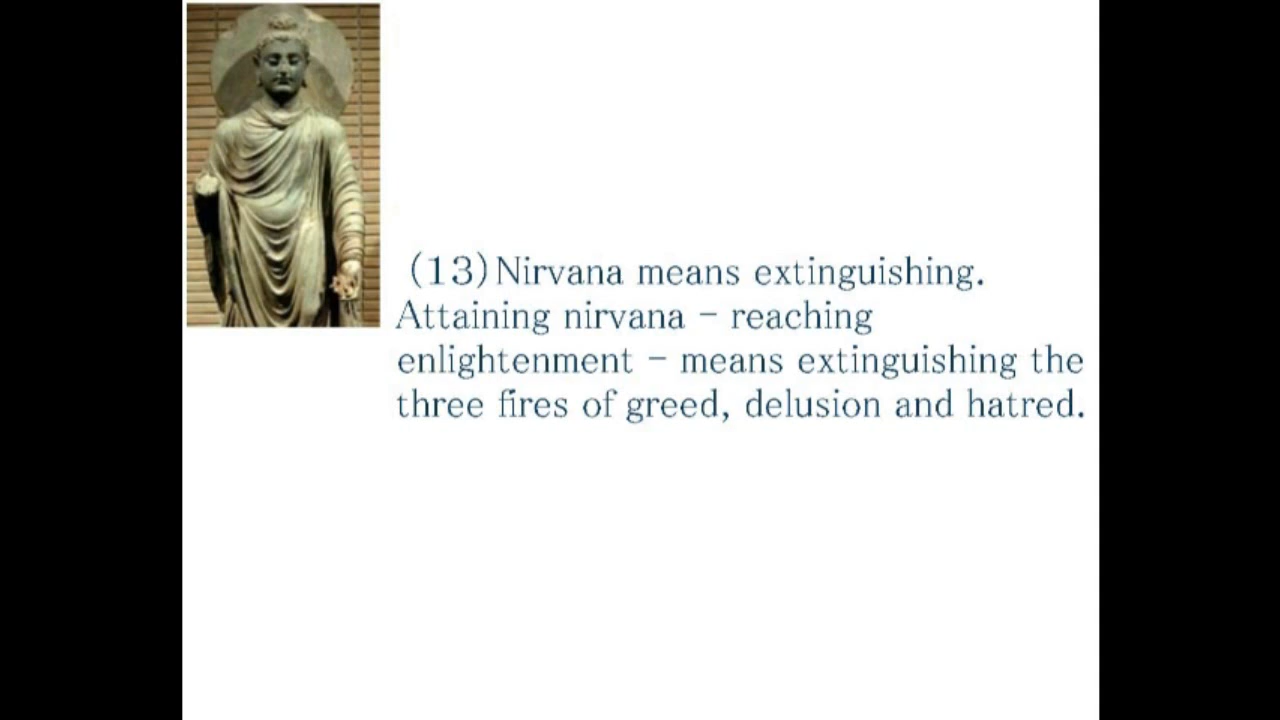 (13)Nirvana means extinguishing.
Attaining nirvana – reaching
enlightenment – means extinguishing the
three fires of greed, delusion and hatred.